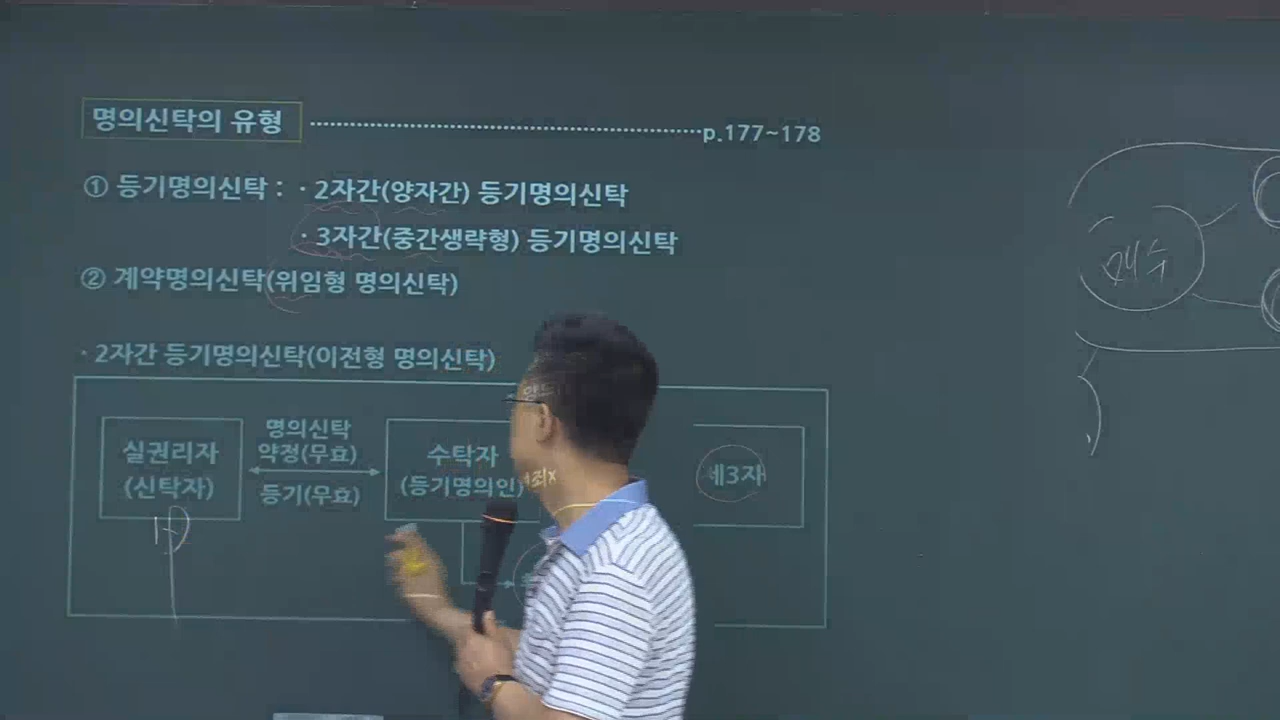 명의신탁의 유형 ······ p.177~178
① 등기명의신탁 : · 2자간(양자간) 등기명의신탁
· 3자간(중간생략형) 등기명의신탁
② 계약명의신탁(위임형 명의신탁)
· 2자간 등기명의신탁(이전형 명의신탁)
실권리자
(신탁자)
명의신탁
약정(무효)
등기(무효)
수탁자
(등기명의인)
죄x
제3자
매수